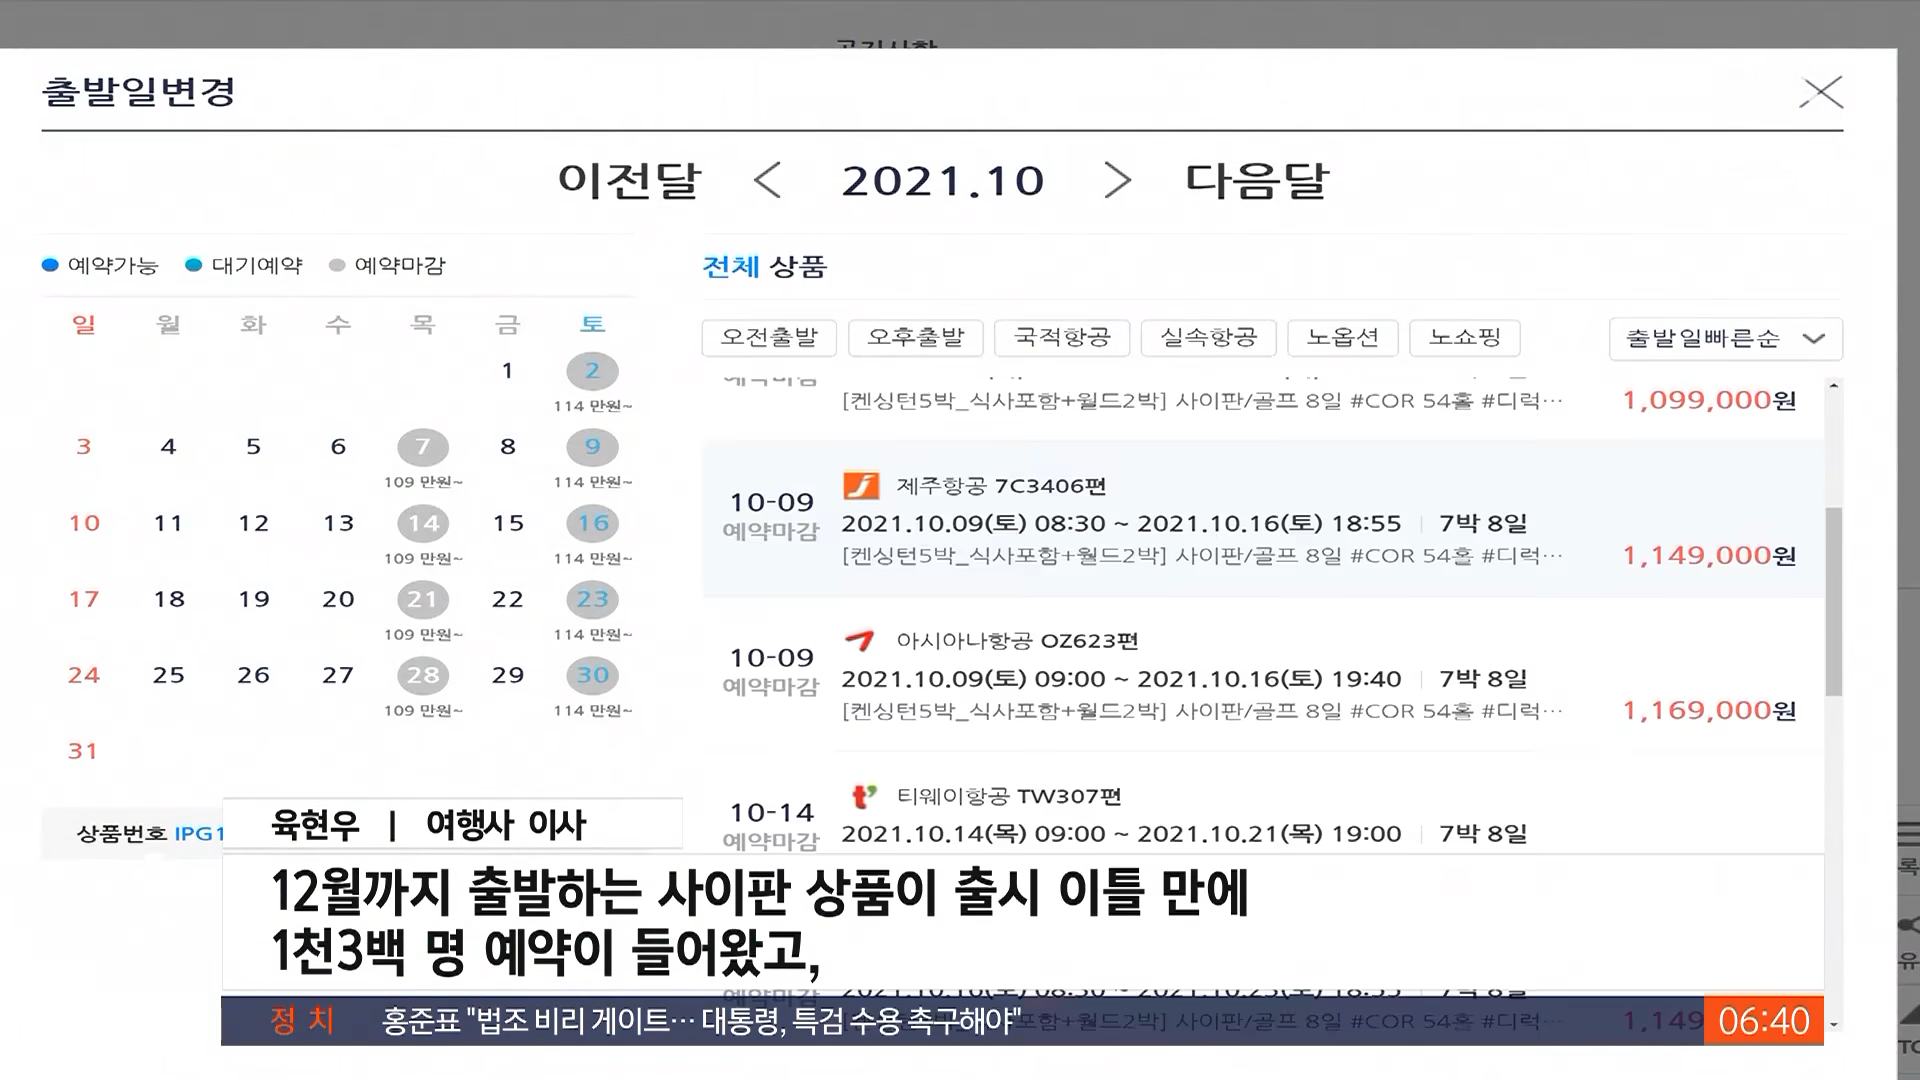 출발일변경
이전달 < 2021.10 > 다음달
예약가능 대기예약 예약마감
일 월 화 수 목 금 토
1 2
114 만원~
3 4 5 6 7 8 9
109 만원~ 114 만원~
10 11 12 13 14 15 16
109 만원~ 114 만원~
17 18 19 20 21 22 23
109 만원~ 114 만원~
24 25 26 27 28 29 30
109 만원~ 114 만원~
31
상품번호 IPG1
전체 상품
오전출발 오후출발 국적항공 실속항공 노옵션 노쇼핑 출발일빠른순
예약마감
[켄싱턴5박_식사포함+월드2박] 사이판/골프 8일 #COR 54홀 #디럭… 1,099,000원
제주항공 7C3406편
10-09
예약마감
2021.10.09(토) 08:30 ~ 2021.10.16(토) 18:55 7박 8일
[켄싱턴5박_식사포함+월드2박] 사이판/골프 8일 #COR 54홀 #디럭… 1,149,000원
아시아나항공 OZ623편
10-09
예약마감
2021.10.09(토) 09:00 ~ 2021.10.16(토) 19:40 7박 8일
[켄싱턴5박_식사포함+월드2박] 사이판/골프 8일 #COR 54홀 #디럭… 1,169,000원
티웨이항공 TW307편
10-14
예약마감
2021.10.14(목) 09:00 ~ 2021.10.21(목) 19:00 7박 8일
육현우 | 여행사 이사
12월까지 출발하는 사이판 상품이 출시 이틀 만에
1천3백 명 예약이 들어왔고,
정 치 홍준표 "법조 비리 게이트… 대통령, 특검 수용 촉구해야" 06:40